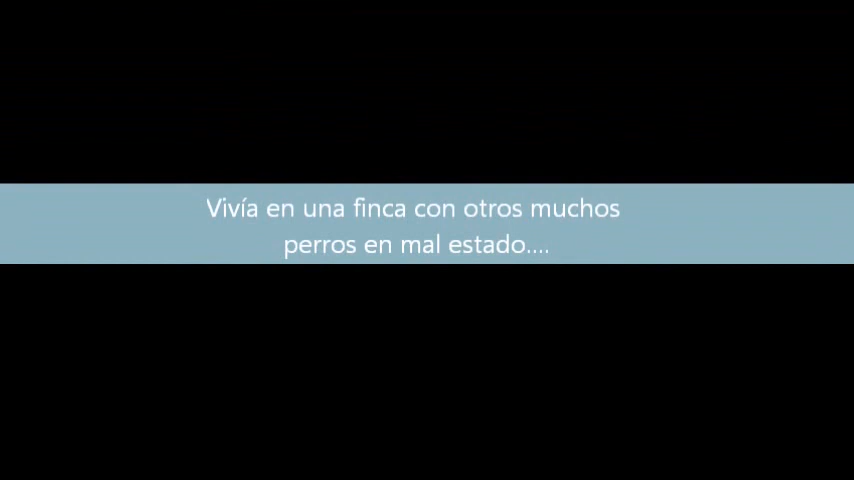 Vivía en una finca con otros muchos
perros en mal estado....